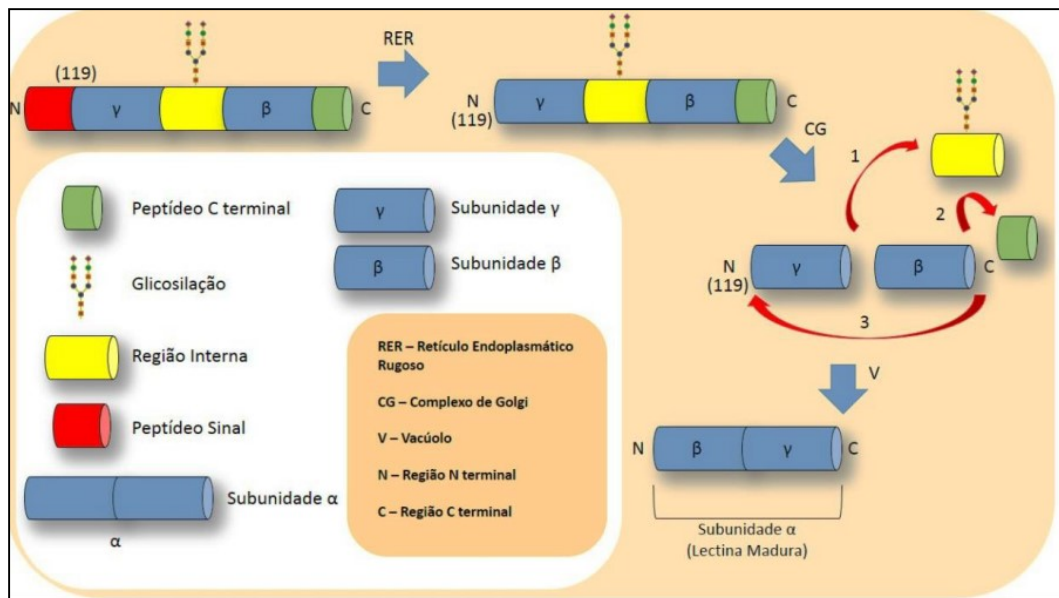 RER
(119)
N
γ
β
C
N
(119)
γ
β
C
CG
1
2
N
(119)
γ
β
C
3
V
N
β
γ
C
Subunidade α
(Lectina Madura)
Peptídeo C terminal
Glicosilação
Região Interna
Peptídeo Sinal
Subunidade α
α
γ
Subunidade γ
β
Subunidade β
RER – Retículo Endoplasmático
Rugoso
CG – Complexo de Golgi
V – Vacúolo
N – Região N terminal
C – Região C terminal